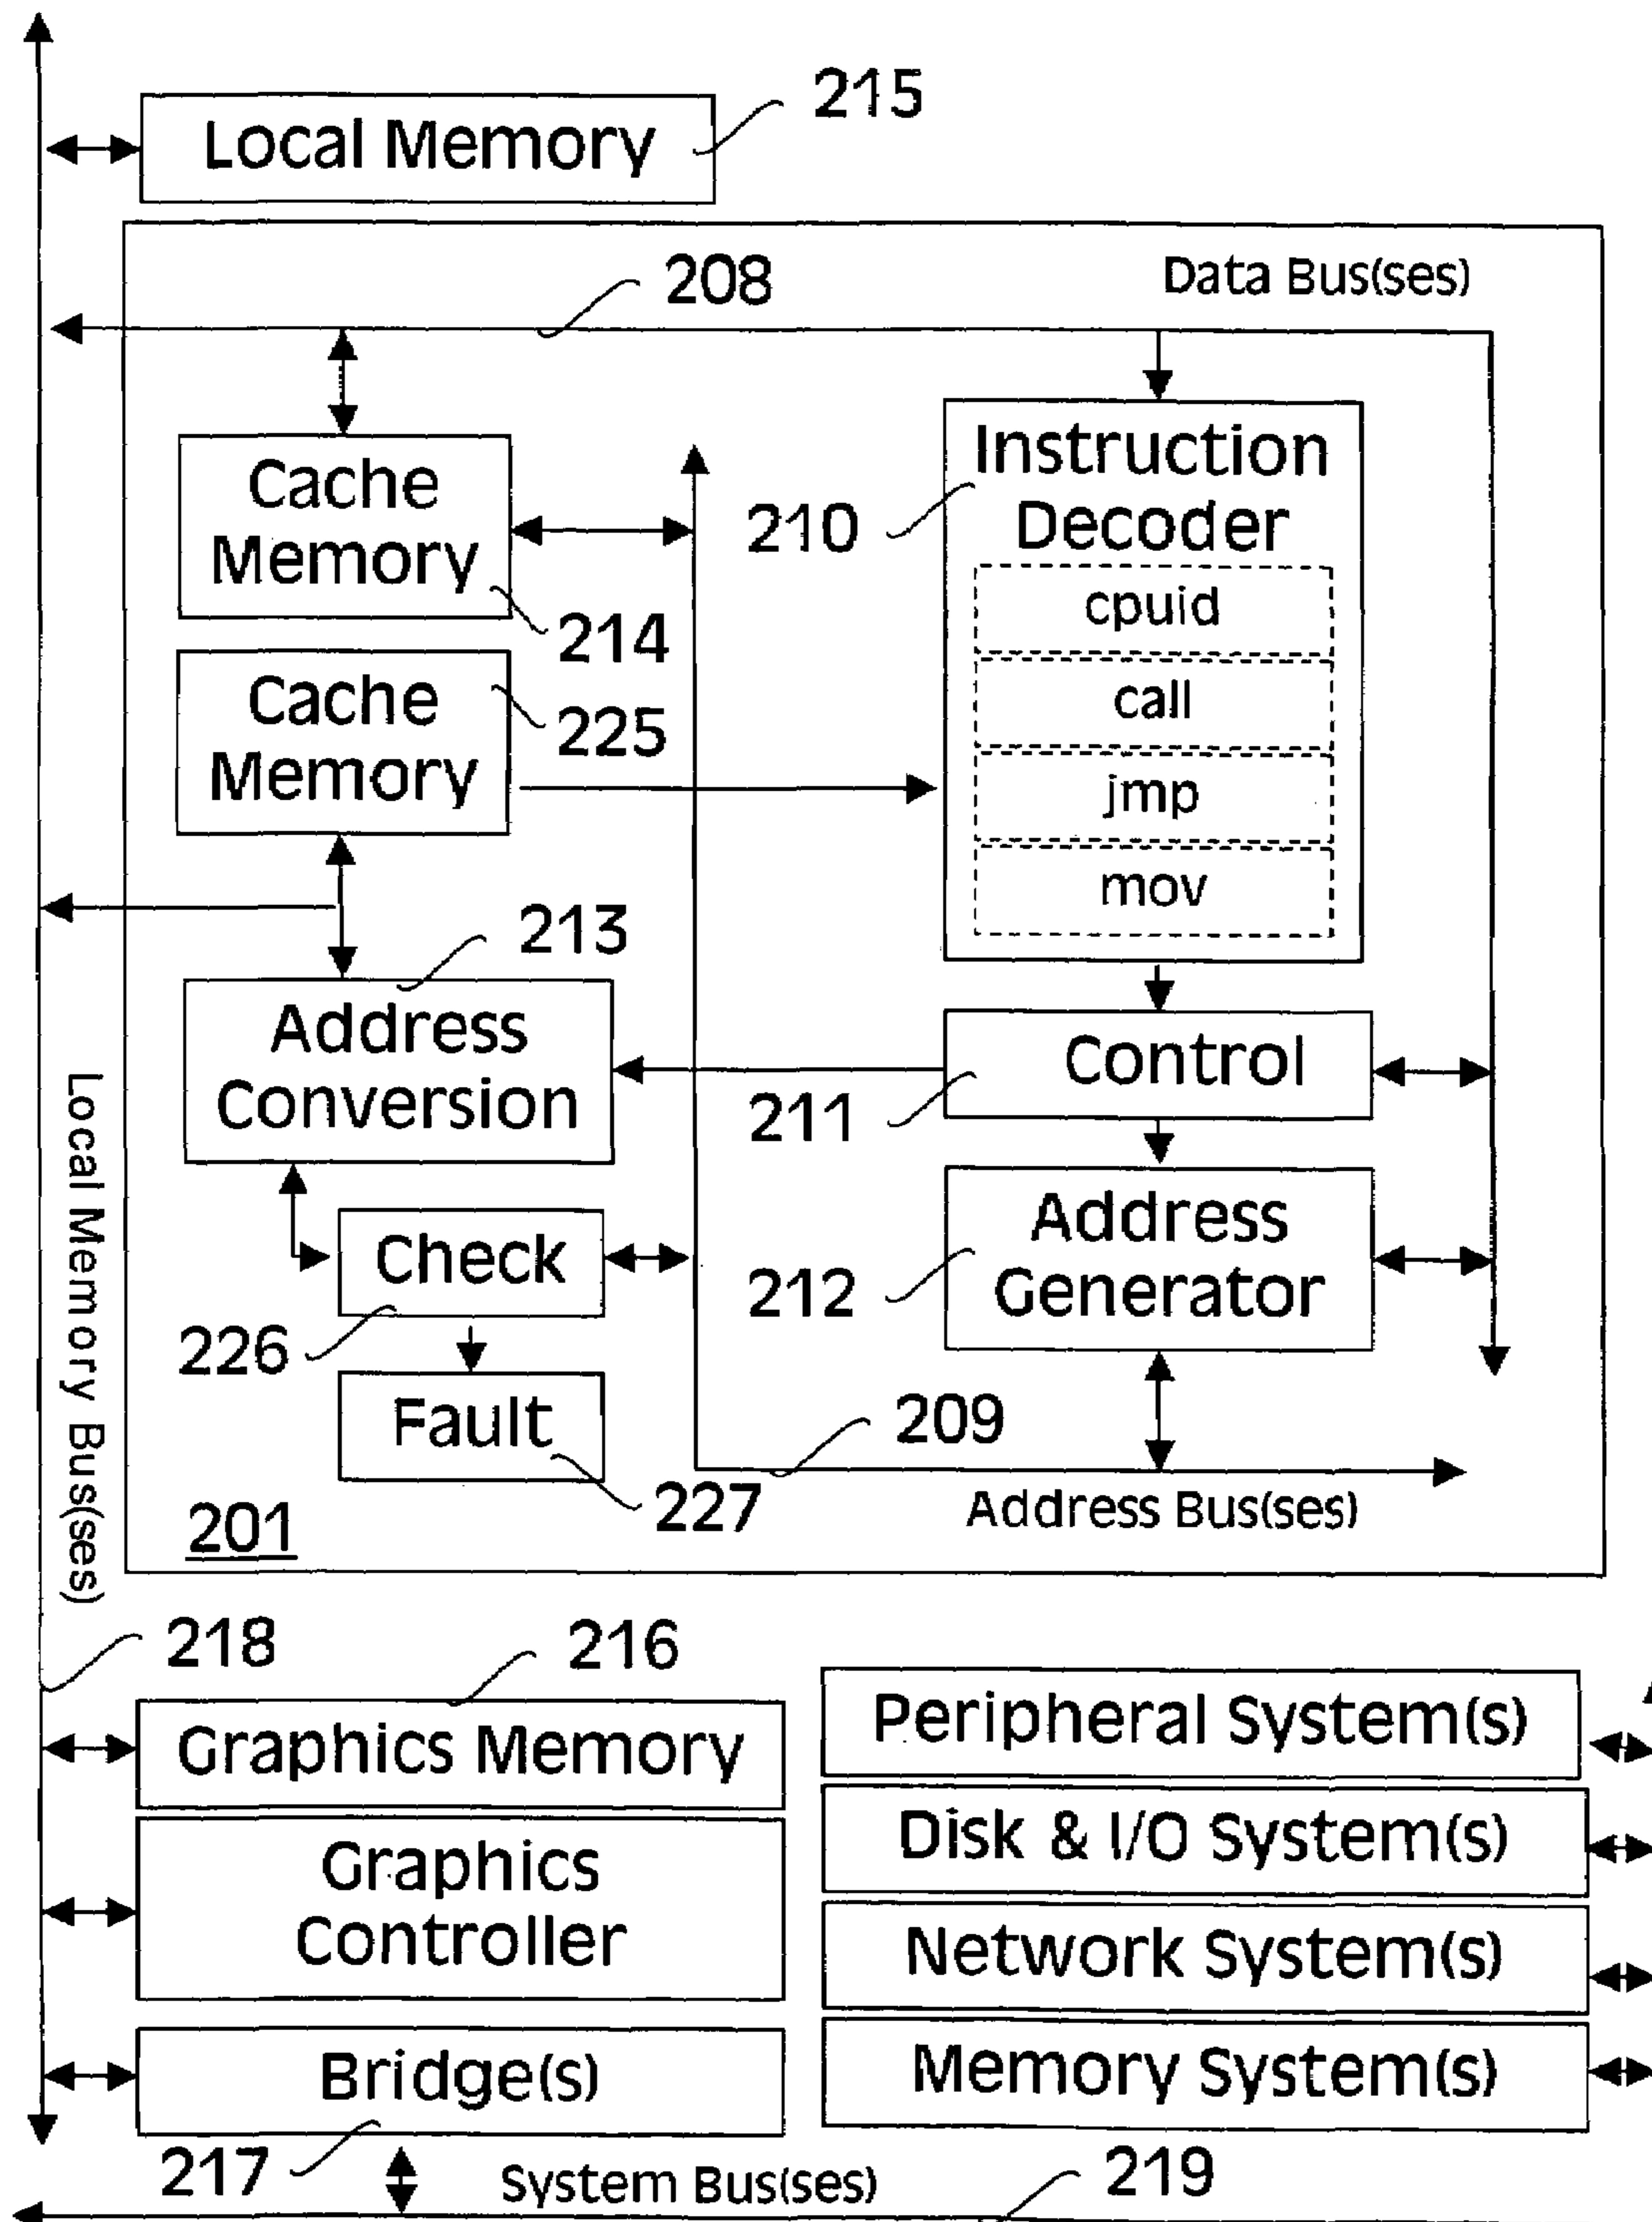 215
Local Memory
208
Data Bus(ses)
Cache
Memory
214
210
Instruction
Decoder
cpuid
call
jmp
mov
Cache
Memory
225
213
Address
Conversion
Control
211
Address
Generator
212
Check
226
Fault
227
209
Address Bus(ses)
201
Local Memory Bus(ses)
218
216
Graphics Memory
Graphics
Controller
Bridge(s)
217
Peripheral System(s)
Disk & I/O System(s)
Network System(s)
Memory System(s)
System Bus(ses)
219